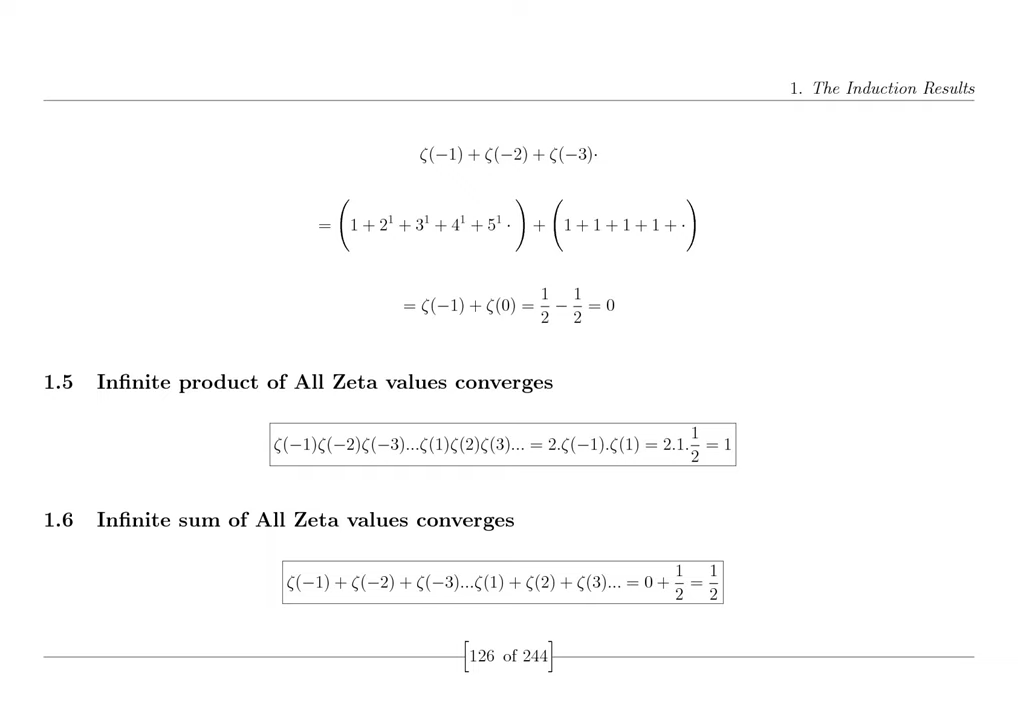 1. The Induction Results
ζ(−1) + ζ(−2) + ζ(−3)·
= (1 + 2¹ + 3¹ + 4¹ + 5¹ ·) + (1 + 1 + 1 + 1 + ·)
= ζ(−1) + ζ(0) = 1/2 − 1/2 = 0
1.5 Infinite product of All Zeta values converges
ζ(−1)ζ(−2)ζ(−3)...ζ(1)ζ(2)ζ(3)... = 2.ζ(−1).ζ(1) = 2.1.1/2 = 1
1.6 Infinite sum of All Zeta values converges
ζ(−1) + ζ(−2) + ζ(−3)...ζ(1) + ζ(2) + ζ(3)... = 0 + 1/2 = 1/2
[126 of 244]